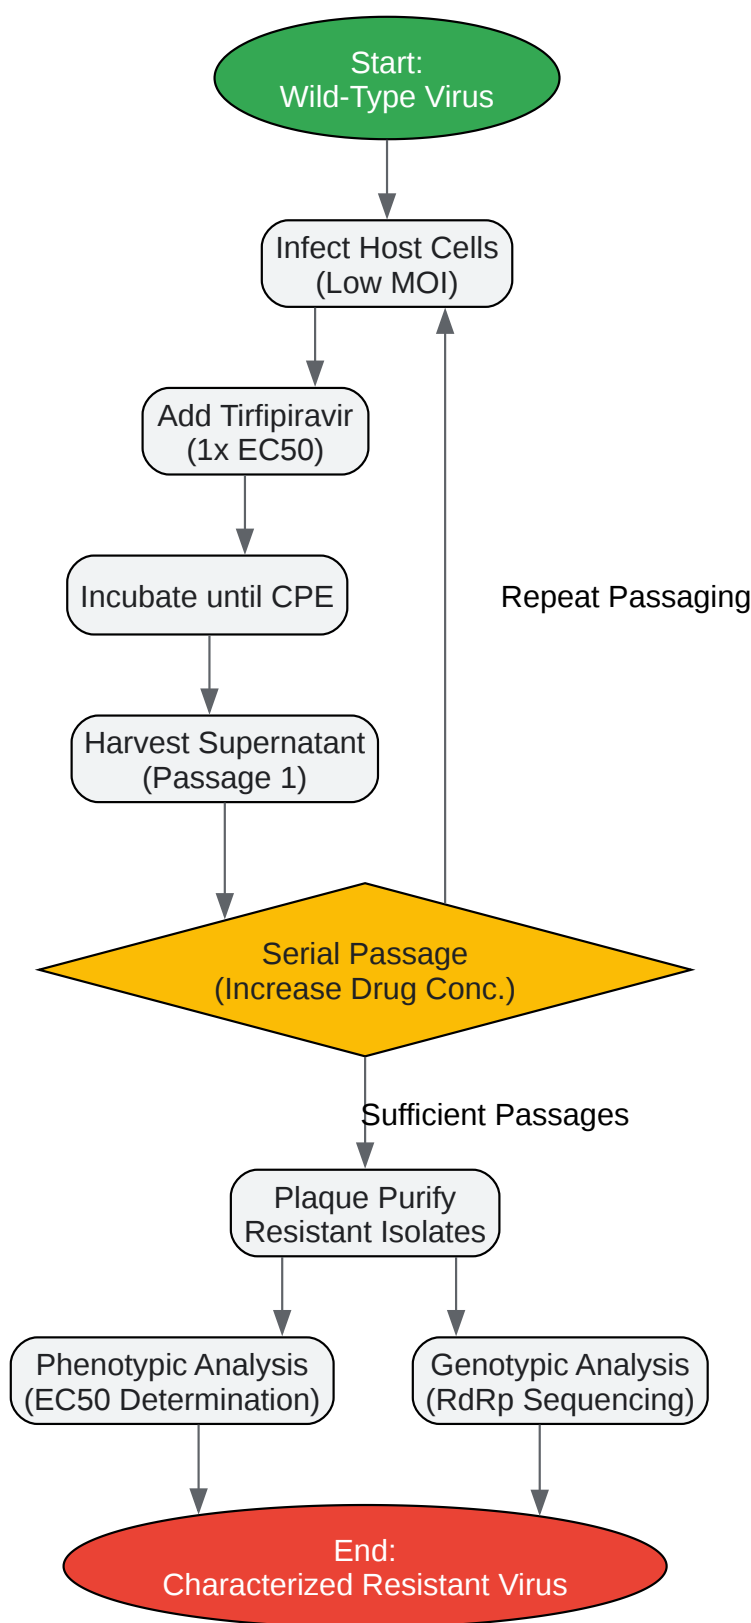 Start:
Wild-Type Virus
Infect Host Cells
(Low MOI)
Add Tirfipiravir
(1x EC50)
Incubate until CPE
Repeat Passaging
Harvest Supernatant
(Passage 1)
Serial Passage
(Increase Drug Conc.)
Sufficient Passages
Plaque Purify
Resistant Isolates
Phenotypic Analysis
(EC50 Determination)
Genotypic Analysis
(RdRp Sequencing)
End:
Characterized Resistant Virus